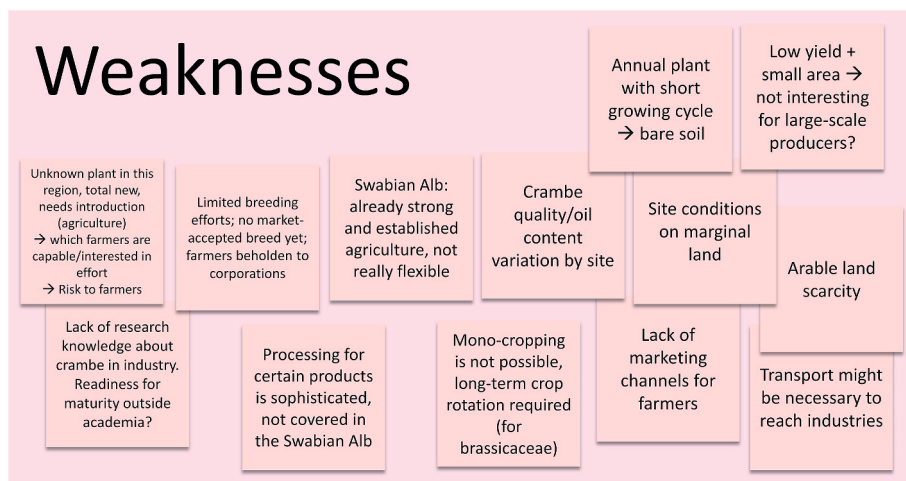 Weaknesses
Annual plant
with short
growing cycle
→ bare soil
Low yield +
small area →
not interesting
for large-scale
producers?
Unknown plant in this
region, total new,
needs introduction
(agriculture)
→ which farmers are
capable/interested in
effort
→ Risk to farmers
Limited breeding
efforts; no market-
accepted breed yet;
farmers beholden to
corporations
Swabian Alb:
already strong
and established
agriculture, not
really flexible
Crambe
quality/oil
content
variation by site
Site conditions
on marginal
land
Arable land
scarcity
Lack of research
knowledge about
crambe in industry.
Readiness for
maturity outside
academia?
Processing for
certain products
is sophisticated,
not covered in
the Swabian Alb
Mono-cropping
is not possible,
long-term crop
rotation required
(for
brassicaceae)
Lack of
marketing
channels for
farmers
Transport might
be necessary to
reach industries